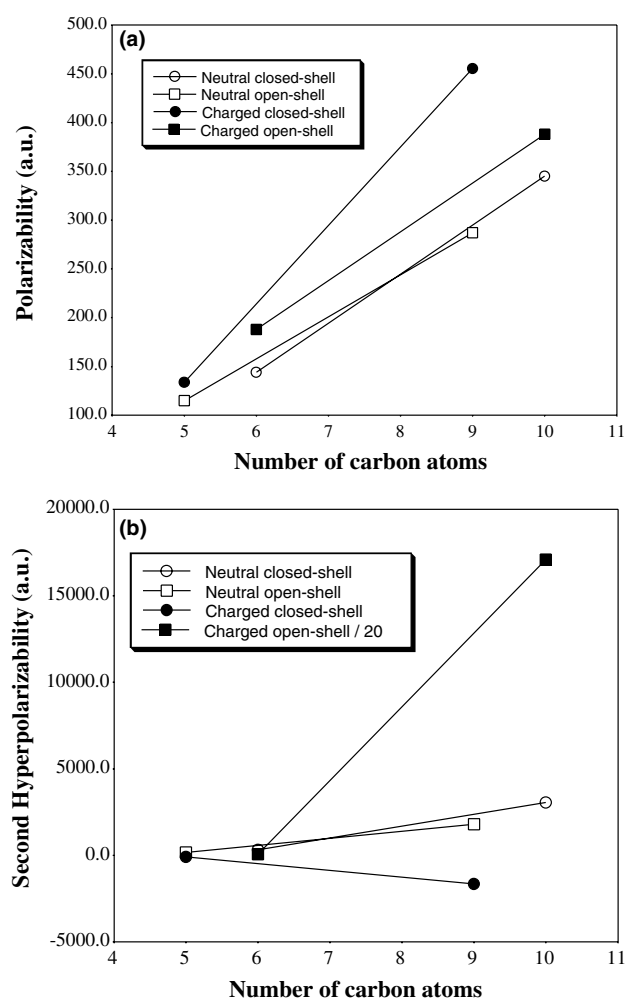 (a)
Neutral closed-shell
Neutral open-shell
Charged closed-shell
Charged open-shell
Polarizability (a.u.)
500.0
450.0
400.0
350.0
300.0
250.0
200.0
150.0
100.0
4 5 6 7 8 9 10 11
Number of carbon atoms
(b)
Neutral closed-shell
Neutral open-shell
Charged closed-shell
Charged open-shell / 20
Second Hyperpolarizability (a.u.)
20000.0
15000.0
10000.0
5000.0
0.0
-5000.0
4 5 6 7 8 9 10 11
Number of carbon atoms